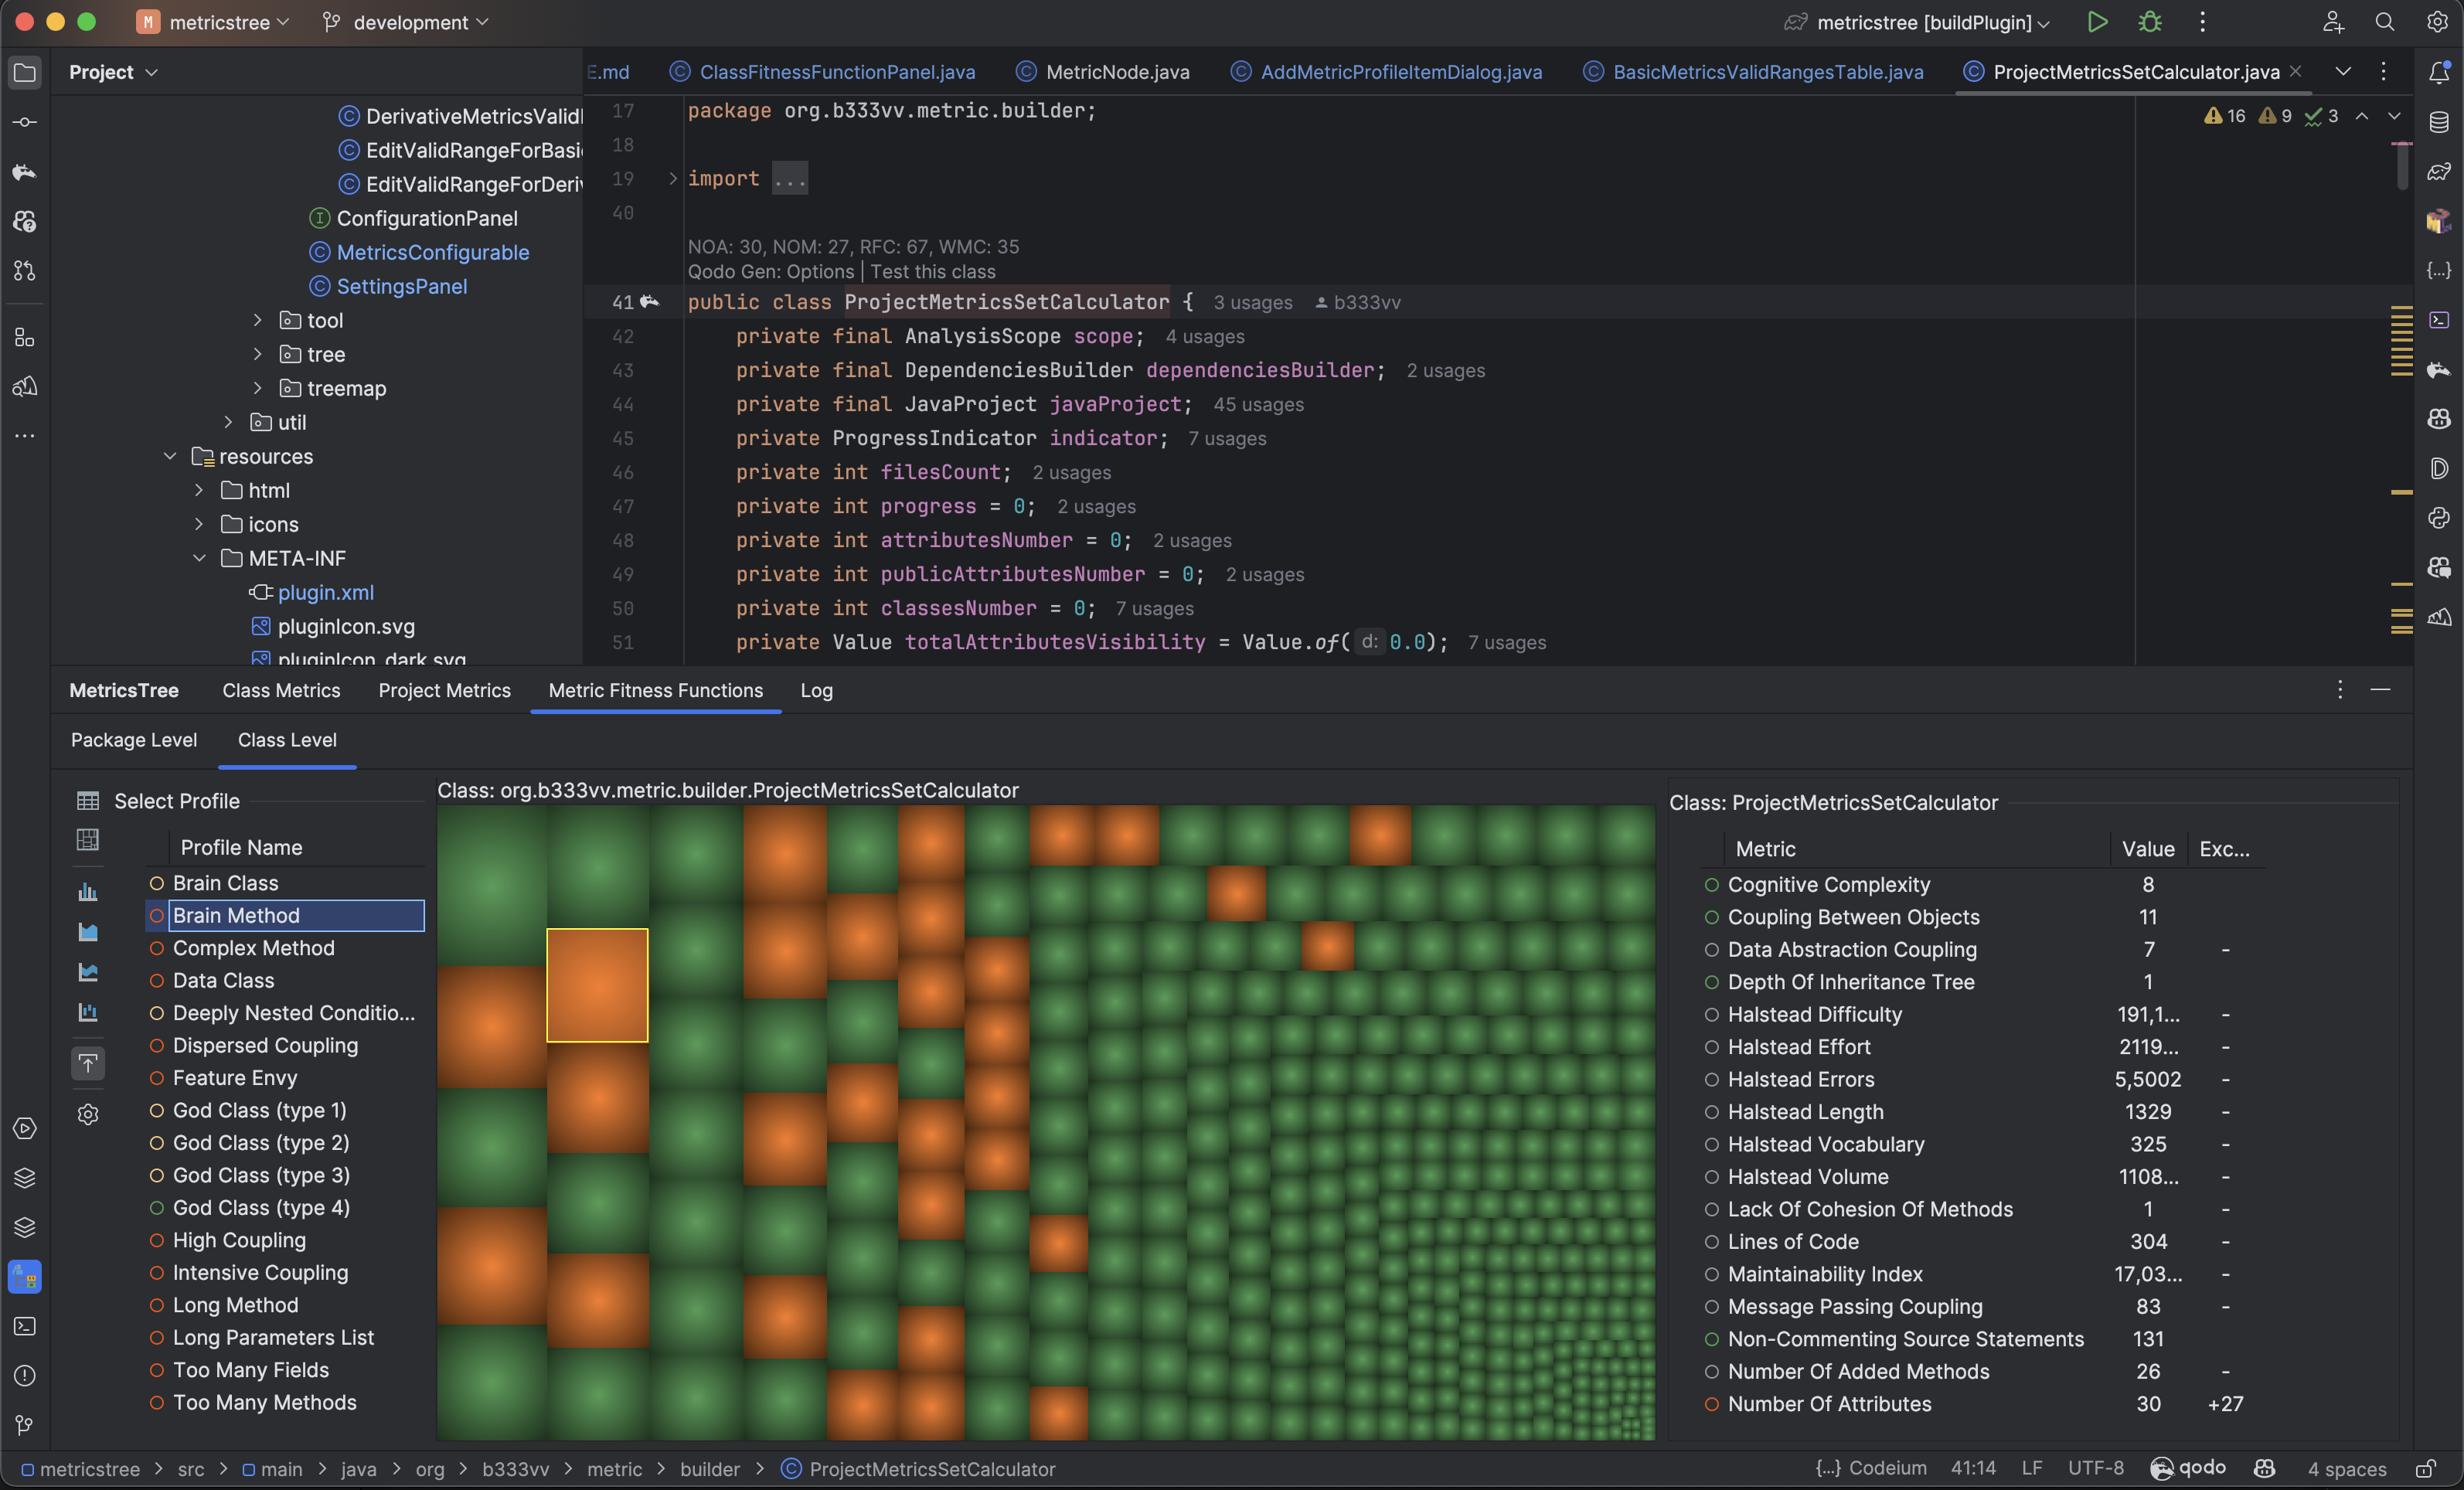 M metricstree development metricstree [buildPlugin]
Project
E.md ClassFitnessFunctionPanel.java MetricNode.java AddMetricProfileItemDialog.java BasicMetricsValidRangesTable.java ProjectMetricsSetCalculator.java
DerivativeMetricsValid
EditValidRangeForBasi
EditValidRangeForDeriv
ConfigurationPanel
MetricsConfigurable
SettingsPanel
tool
tree
treemap
util
resources
html
icons
META-INF
plugin.xml
pluginIcon.svg
pluginIcon_dark.svg
16 9 3
17 package org.b333vv.metric.builder;
18
19 import ...
40
NOA: 30, NOM: 27, RFC: 67, WMC: 35
Qodo Gen: Options | Test this class
41 public class ProjectMetricsSetCalculator { 3 usages b333vv
42 private final AnalysisScope scope; 4 usages
43 private final DependenciesBuilder dependenciesBuilder; 2 usages
44 private final JavaProject javaProject; 45 usages
45 private ProgressIndicator indicator; 7 usages
46 private int filesCount; 2 usages
47 private int progress = 0; 2 usages
48 private int attributesNumber = 0; 2 usages
49 private int publicAttributesNumber = 0; 2 usages
50 private int classesNumber = 0; 7 usages
51 private Value totalAttributesVisibility = Value.of( d: 0.0); 7 usages
MetricsTree Class Metrics Project Metrics Metric Fitness Functions Log
Package Level Class Level
Select Profile
Profile Name
Brain Class
Brain Method
Complex Method
Data Class
Deeply Nested Conditio...
Dispersed Coupling
Feature Envy
God Class (type 1)
God Class (type 2)
God Class (type 3)
God Class (type 4)
High Coupling
Intensive Coupling
Long Method
Long Parameters List
Too Many Fields
Too Many Methods
Class: org.b333vv.metric.builder.ProjectMetricsSetCalculator
Class: ProjectMetricsSetCalculator
Metric Value Exc...
Cognitive Complexity 8
Coupling Between Objects 11
Data Abstraction Coupling 7 -
Depth Of Inheritance Tree 1
Halstead Difficulty 191,1... -
Halstead Effort 2119... -
Halstead Errors 5,5002 -
Halstead Length 1329 -
Halstead Vocabulary 325 -
Halstead Volume 1108... -
Lack Of Cohesion Of Methods 1 -
Lines of Code 304 -
Maintainability Index 17,03... -
Message Passing Coupling 83 -
Non-Commenting Source Statements 131
Number Of Added Methods 26 -
Number Of Attributes 30 +27
metricstree > src > main > java > org > b333vv > metric > builder > ProjectMetricsSetCalculator
{...} Codeium 41:14 LF UTF-8 qodo 4 spaces